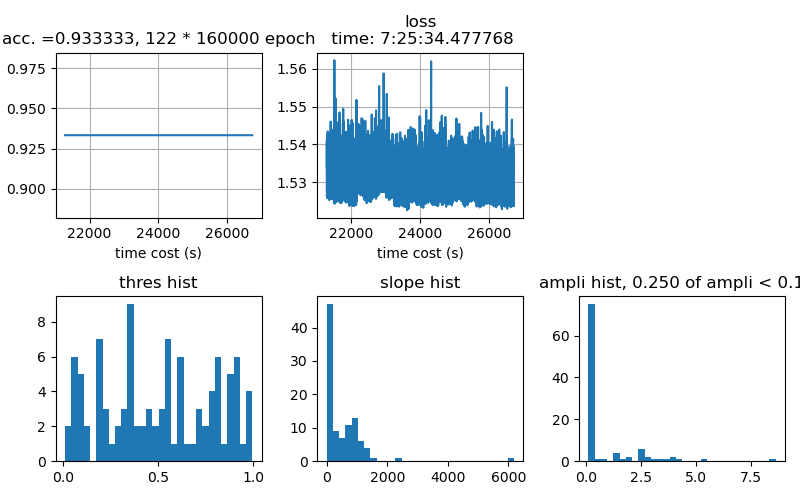 acc. =0.933333, 122 * 160000 epoch
0.975
0.950
0.925
0.900
22000 24000 26000
time cost (s)
loss
time: 7:25:34.477768
1.56
1.55
1.54
1.53
22000 24000 26000
time cost (s)
thres hist
8
6
4
2
0
0.0 0.5 1.0
slope hist
40
30
20
10
0
0 2000 4000 6000
ampli hist, 0.250 of ampli < 0.1
60
40
20
0
0.0 2.5 5.0 7.5